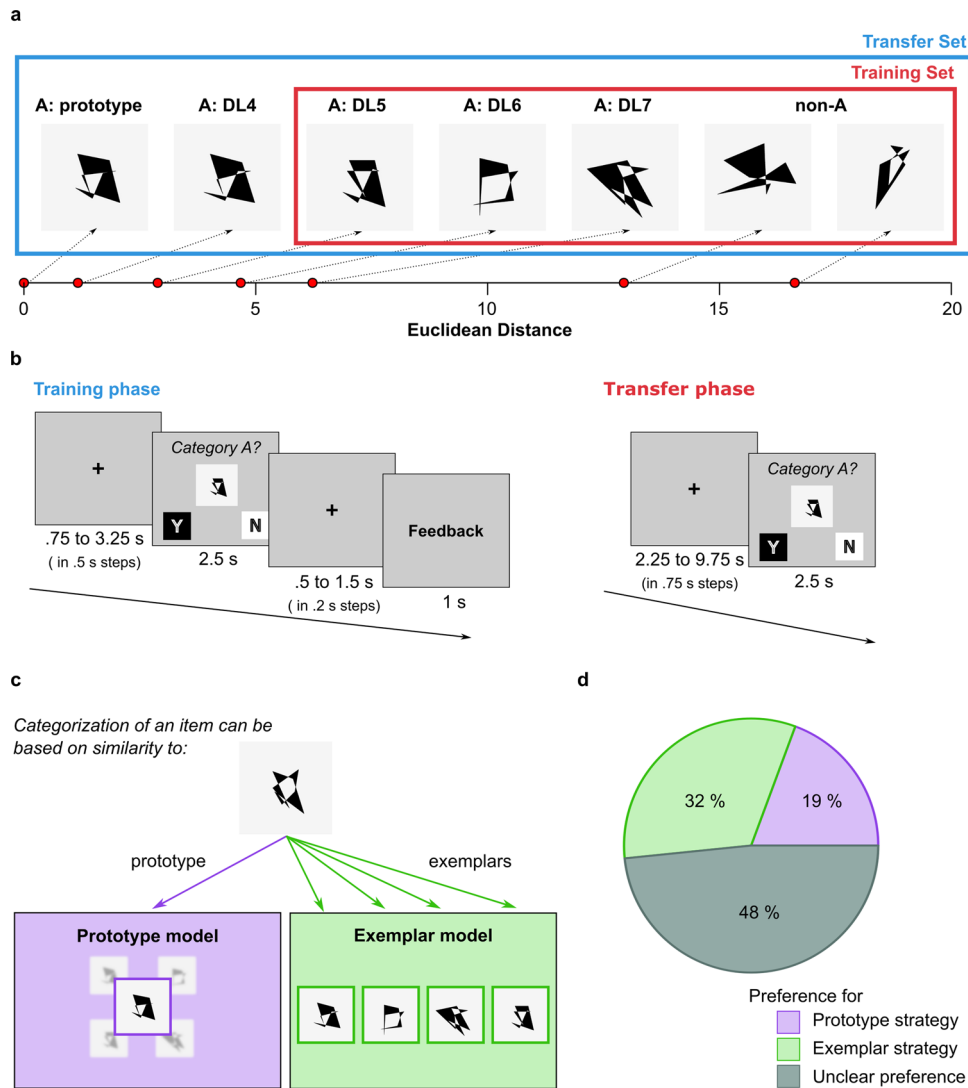 a
Transfer Set
Training Set
A: prototype
A: DL4
A: DL5
A: DL6
A: DL7
non-A
0
5
10
15
20
Euclidean Distance
b
Training phase
Transfer phase
+
Category A?
Y
N
+
Feedback
.75 to 3.25 s
( in .5 s steps)
2.5 s
.5 to 1.5 s
( in .2 s steps)
1 s
+
Category A?
Y
N
2.25 to 9.75 s
(in .75 s steps)
2.5 s
c
Categorization of an item can be
based on similarity to:
prototype
exemplars
Prototype model
Exemplar model
d
32 %
19 %
48 %
Preference for
Prototype strategy
Exemplar strategy
Unclear preference